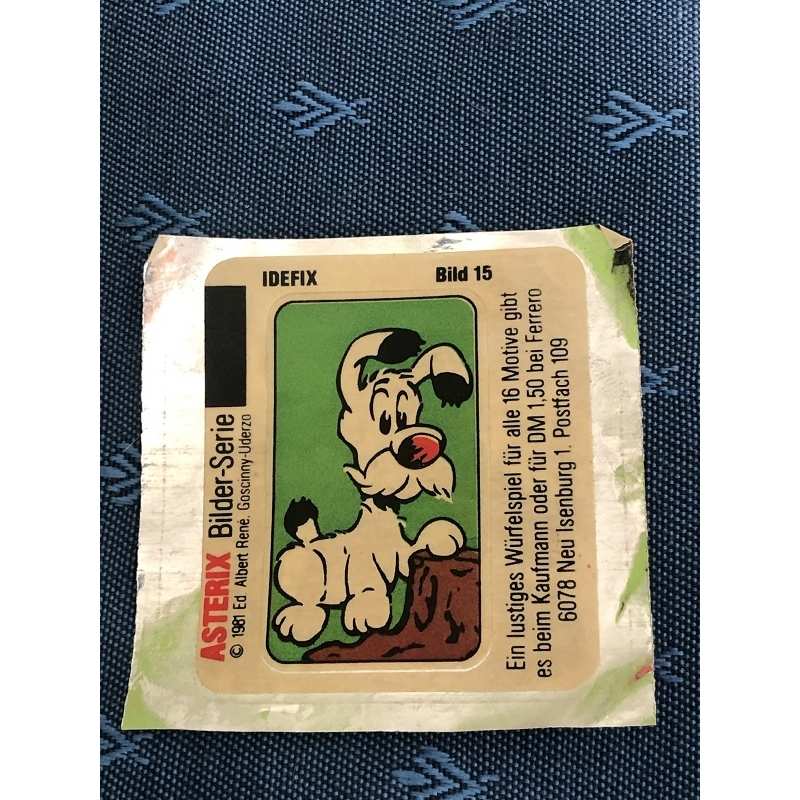 IDEFIX
Bild 15
ASTERIX Bilder-Serie
© 1981 Ed. Albert René, Goscinny-Uderzo
Ein lustiges Würfelspiel für alle 16 Motive gibt
es beim Kaufmann oder für DM 1,50 bei Ferrero
6078 Neu Isenburg 1. Postfach 109